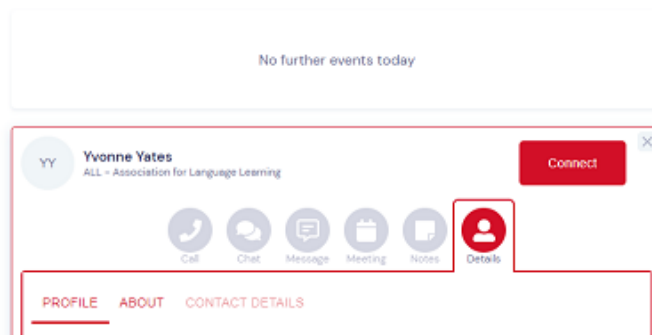 No further events today
YY
Yvonne Yates
ALL - Association for Language Learning
Connect
Call Chat Message Meeting Notes Details
PROFILE ABOUT CONTACT DETAILS